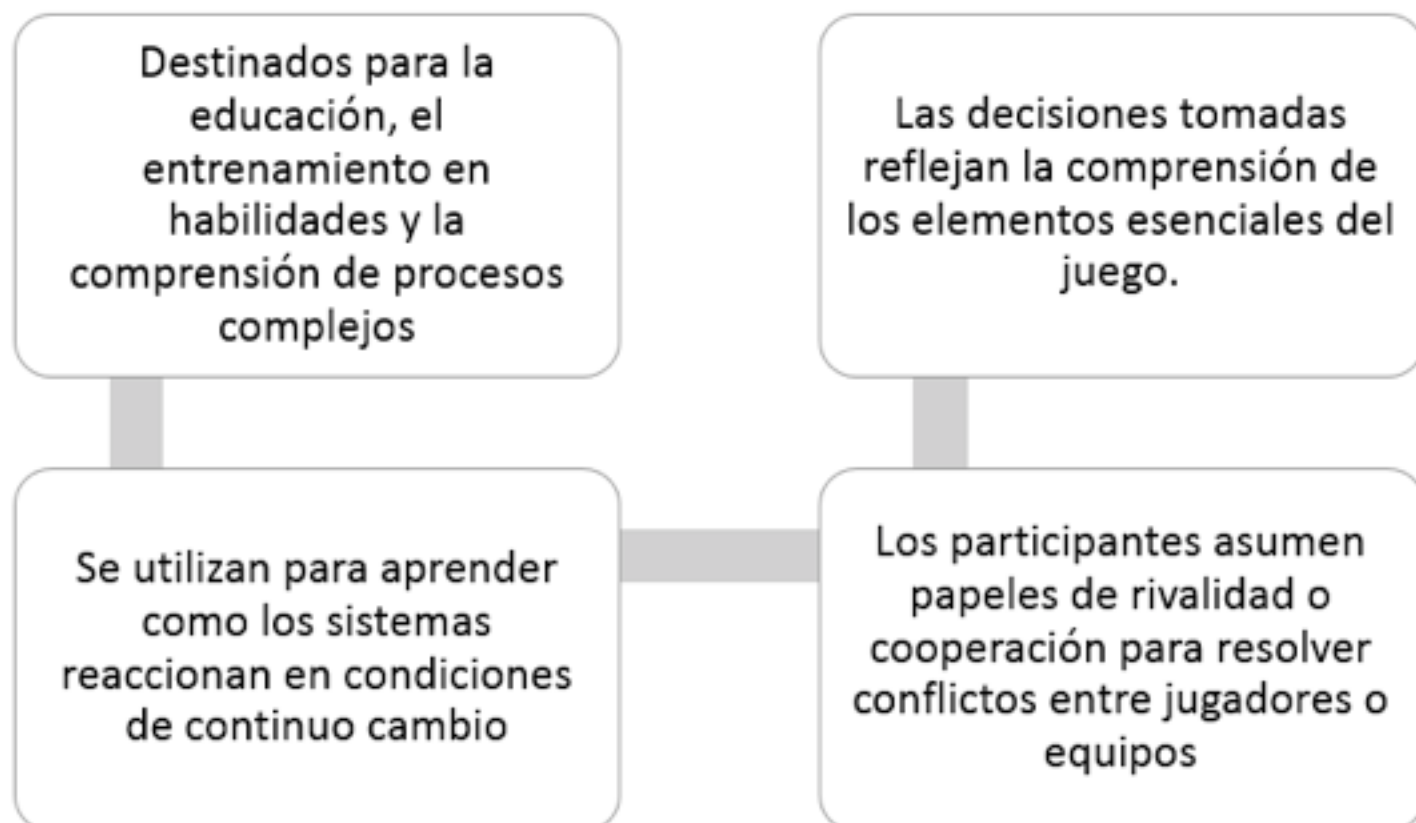 Destinados para la
educación, el
entrenamiento en
habilidades y la
comprensión de procesos
complejos
Se utilizan para aprender
como los sistemas
reaccionan en condiciones
de continuo cambio
Los participantes asumen
papeles de rivalidad o
cooperación para resolver
conflictos entre jugadores o
equipos
Las decisiones tomadas
reflejan la comprensión de
los elementos esenciales del
juego.